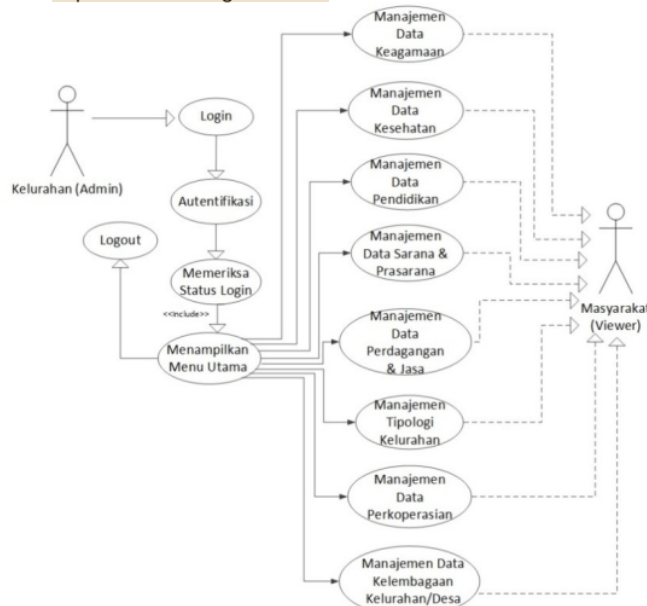 Manajemen
Data
Keagamaan
Login
Manajemen
Data
Kesehatan
Kelurahan (Admin)
Autentifikasi
Manajemen
Data
Pendidikan
Logout
Memeriksa
Status Login
Manajemen
Data Sarana &
Prasarana
<<include>>
Masyarakat
(Viewer)
Menampilkan
Menu Utama
Manajemen
Data
Perdagangan
& Jasa
Manajemen
Tipologi
Kelurahan
Manajemen
Data
Perkoperasian
Manajemen Data
Kelembagaan
Kelurahan/Desa